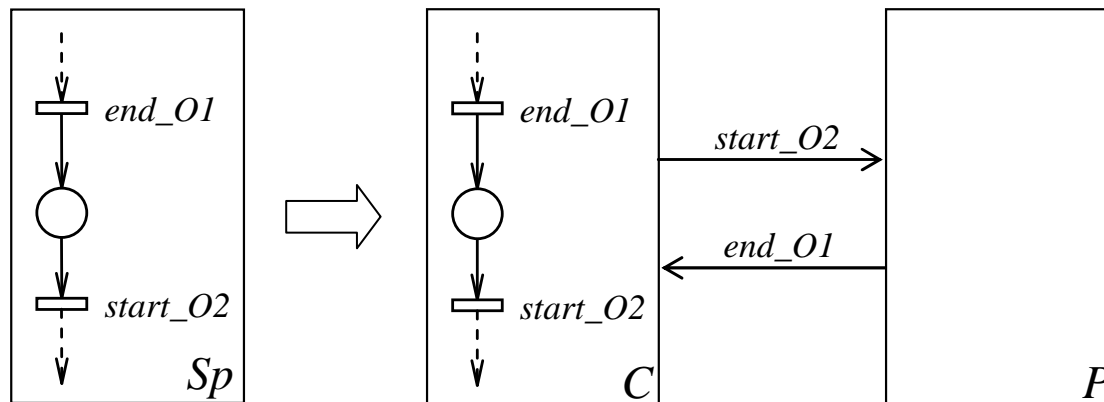 end_O1
start_O2
Sp
end_O1
start_O2
C
start_O2
end_O1
P